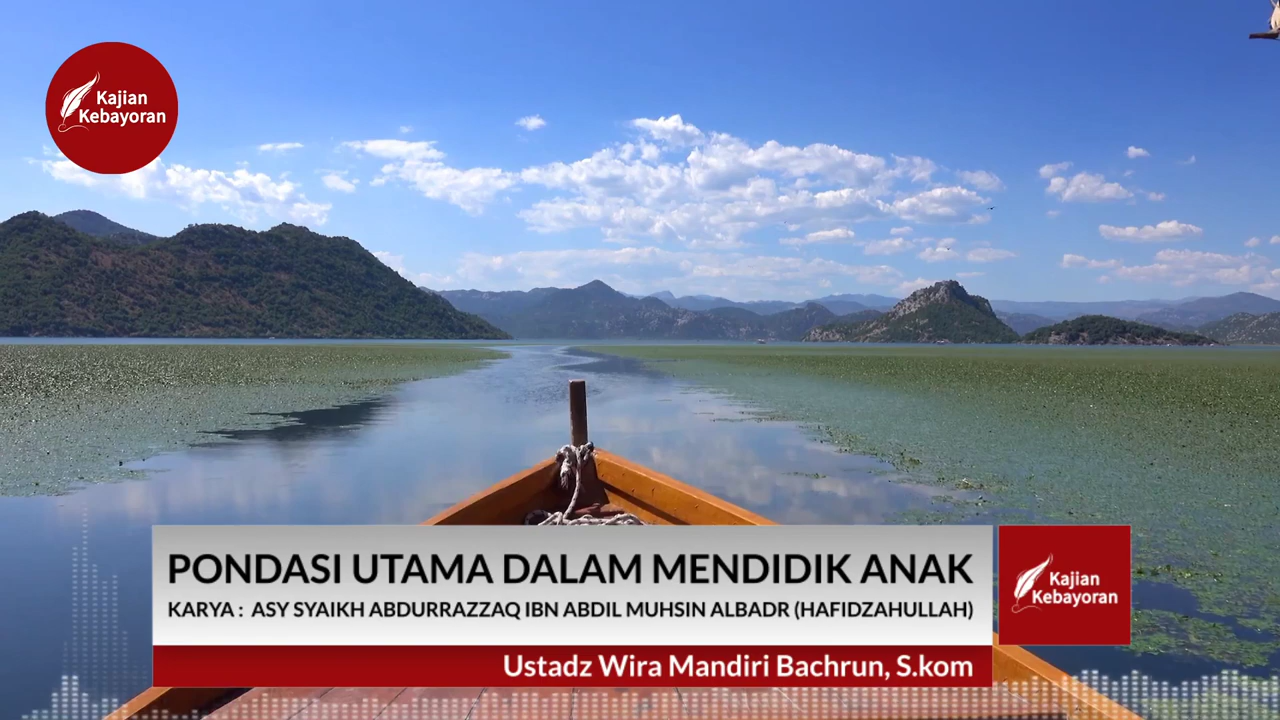 Kajian
Kebayoran
PONDASI UTAMA DALAM MENDIDIK ANAK
KARYA : ASY SYAIKH ABDURRAZZAQ IBN ABDIL MUHSIN ALBADR (HAFIDZAHULLAH)
Kajian
Kebayoran
Ustadz Wira Mandiri Bachrun, S.kom